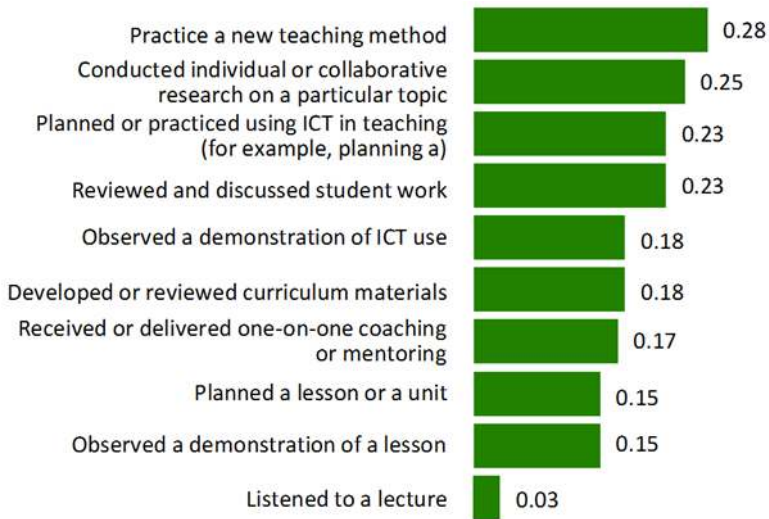 Practice a new teaching method 0.28
Conducted individual or collaborative
research on a particular topic 0.25
Planned or practiced using ICT in teaching
(for example, planning a) 0.23
Reviewed and discussed student work 0.23
Observed a demonstration of ICT use 0.18
Developed or reviewed curriculum materials 0.18
Received or delivered one-on-one coaching
or mentoring 0.17
Planned a lesson or a unit 0.15
Observed a demonstration of a lesson 0.15
Listened to a lecture 0.03